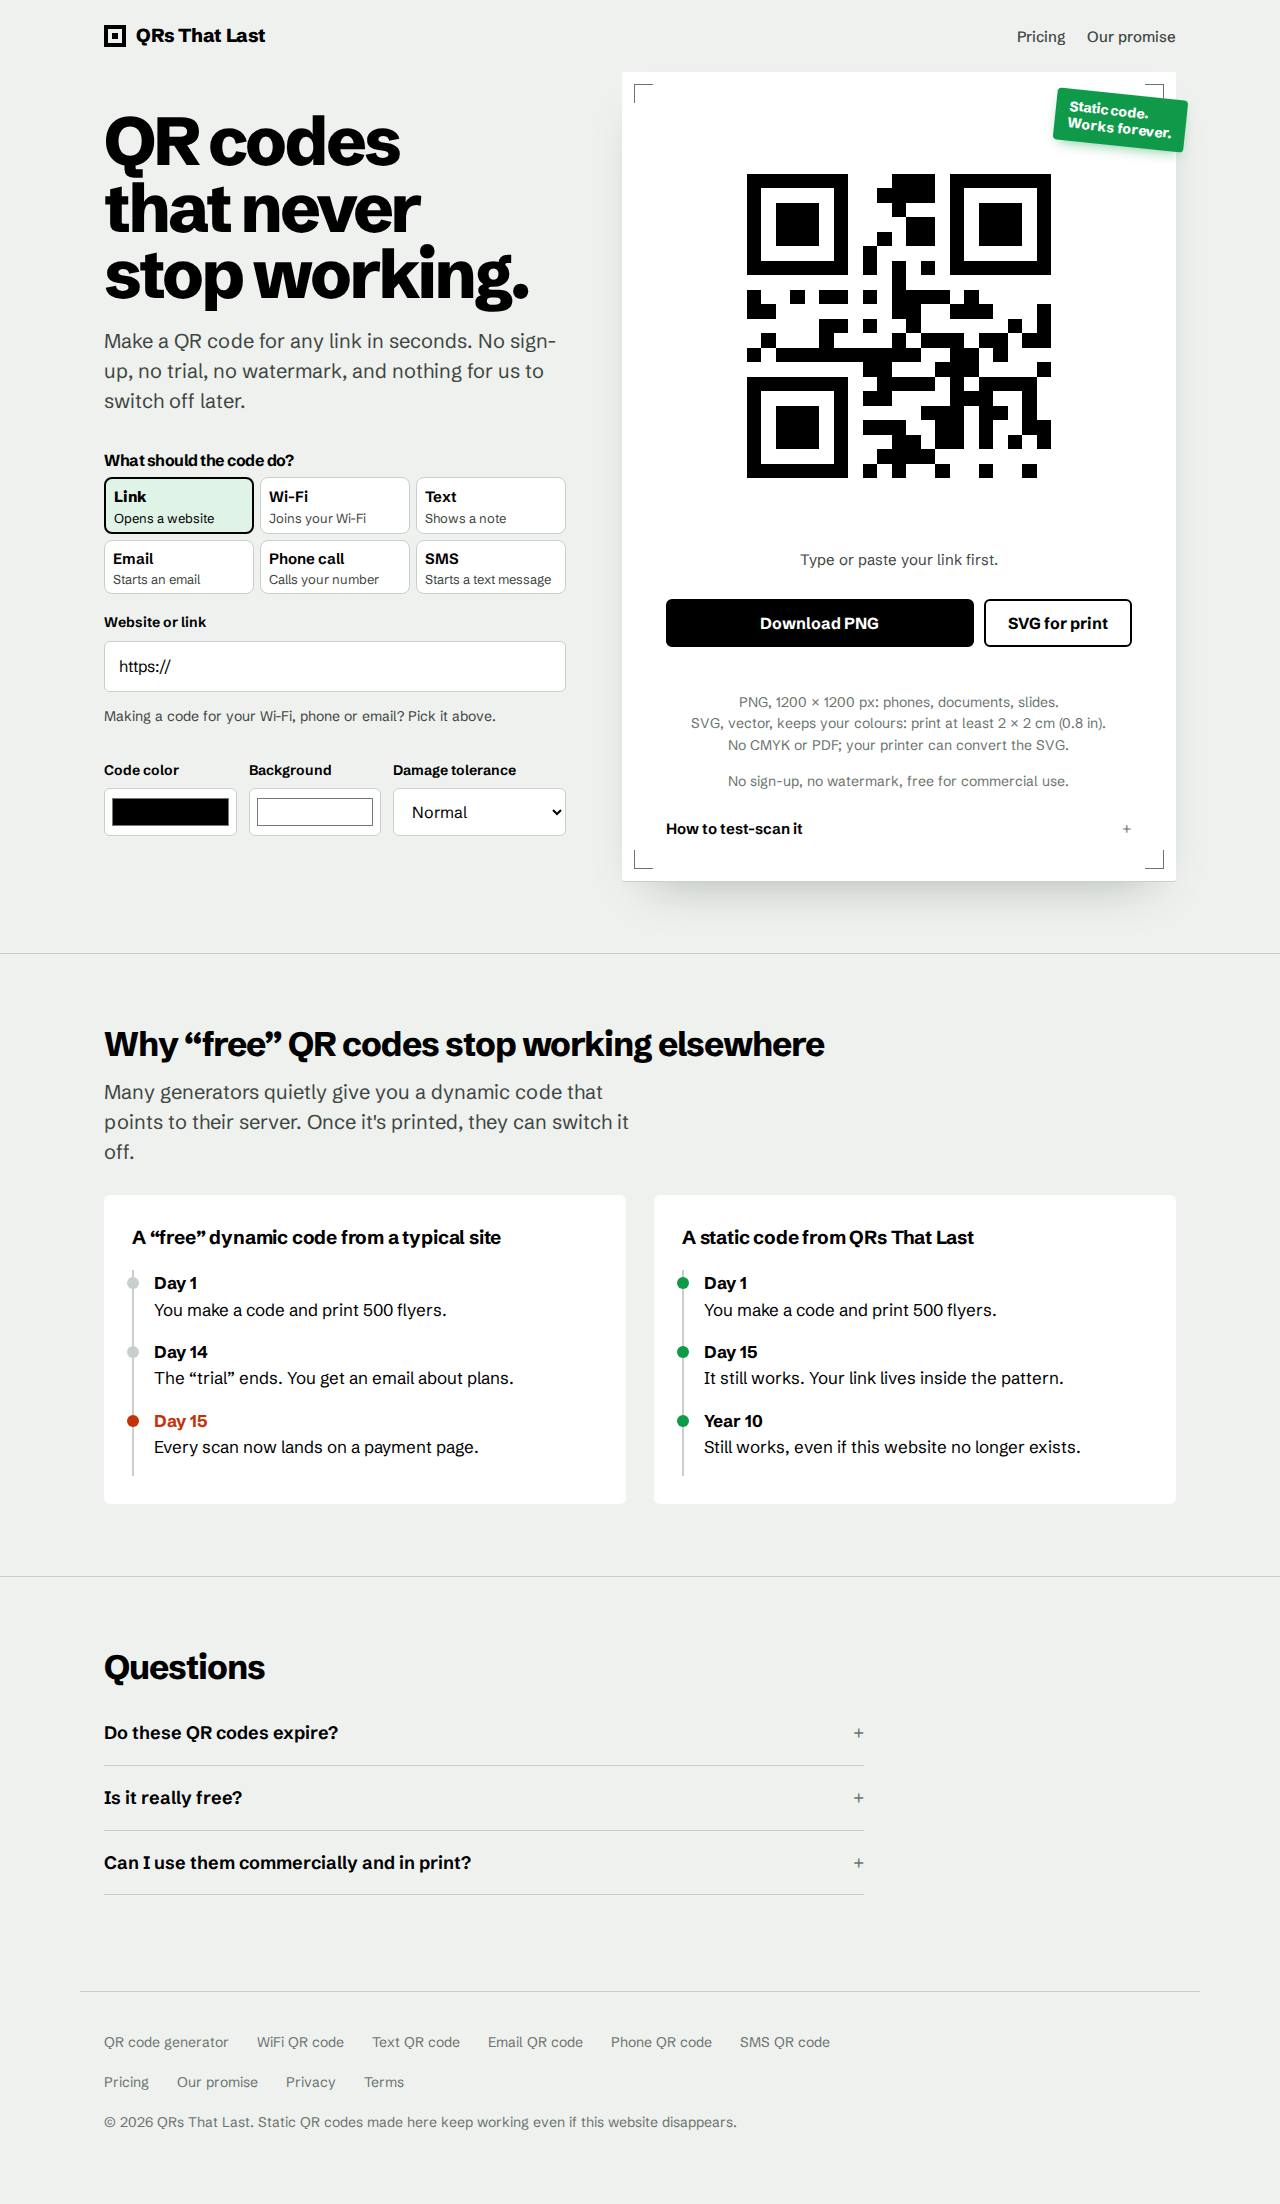 QRs That Last
Pricing
Our promise
QR codes
that never
stop working.
Make a QR code for any link in seconds. No sign-
up, no trial, no watermark, and nothing for us to
switch off later.
What should the code do?
Link
Opens a website
Wi-Fi
Joins your Wi-Fi
Text
Shows a note
Email
Starts an email
Phone call
Calls your number
SMS
Starts a text message
Website or link
https://
Making a code for your Wi-Fi, phone or email? Pick it above.
Code color
Background
Damage tolerance
Normal
Static code.
Works forever.
Type or paste your link first.
Download PNG
SVG for print
PNG, 1200 × 1200 px: phones, documents, slides.
SVG, vector, keeps your colours: print at least 2 × 2 cm (0.8 in).
No CMYK or PDF; your printer can convert the SVG.
No sign-up, no watermark, free for commercial use.
How to test-scan it +
Why “free” QR codes stop working elsewhere
Many generators quietly give you a dynamic code that
points to their server. Once it's printed, they can switch it
off.
A “free” dynamic code from a typical site
Day 1
You make a code and print 500 flyers.
Day 14
The “trial” ends. You get an email about plans.
Day 15
Every scan now lands on a payment page.
A static code from QRs That Last
Day 1
You make a code and print 500 flyers.
Day 15
It still works. Your link lives inside the pattern.
Year 10
Still works, even if this website no longer exists.
Questions
Do these QR codes expire? +
Is it really free? +
Can I use them commercially and in print? +
QR code generator WiFi QR code Text QR code Email QR code Phone QR code SMS QR code
Pricing Our promise Privacy Terms
© 2026 QRs That Last. Static QR codes made here keep working even if this website disappears.